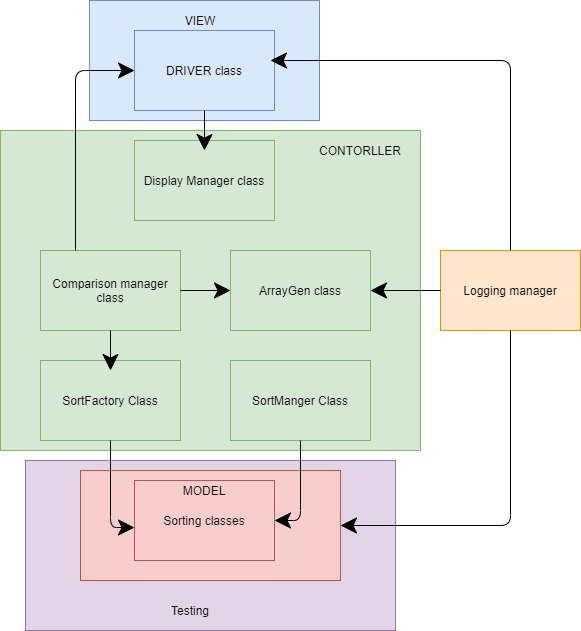 VIEW
DRIVER class
CONTORLLER
Display Manager class
Comparison manager
class
ArrayGen class
Logging manager
SortFactory Class
SortManger Class
MODEL
Sorting classes
Testing